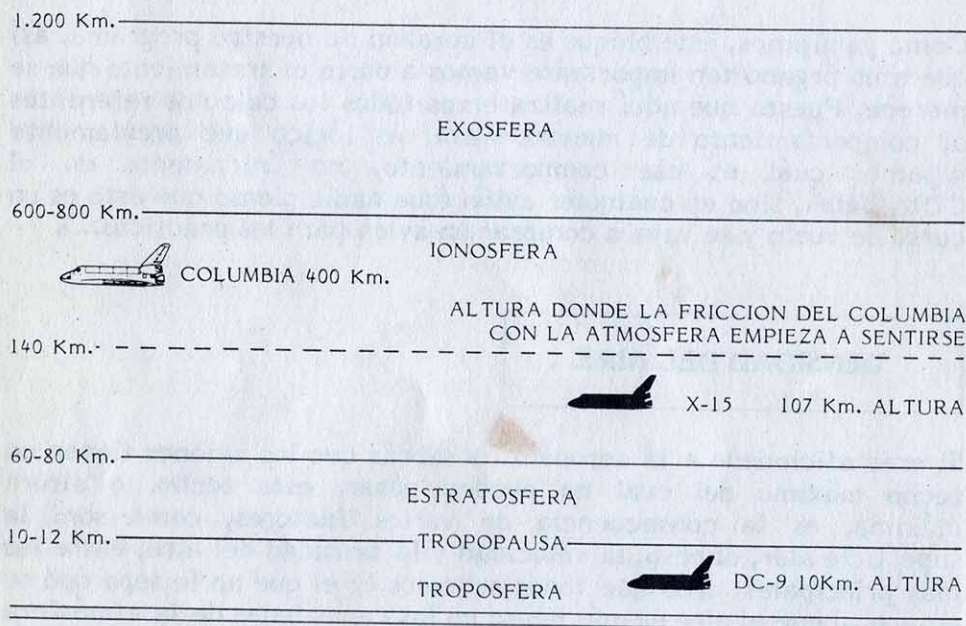 1.200 Km.
EXOSFERA
600-800 Km.
IONOSFERA
COLUMBIA 400 Km.
ALTURA DONDE LA FRICCION DEL COLUMBIA
CON LA ATMOSFERA EMPIEZA A SENTIRSE
140 Km.
X-15 107 Km. ALTURA
60-80 Km.
ESTRATOSFERA
10-12 Km.
TROPOPAUSA
DC-9 10Km. ALTURA
TROPOSFERA